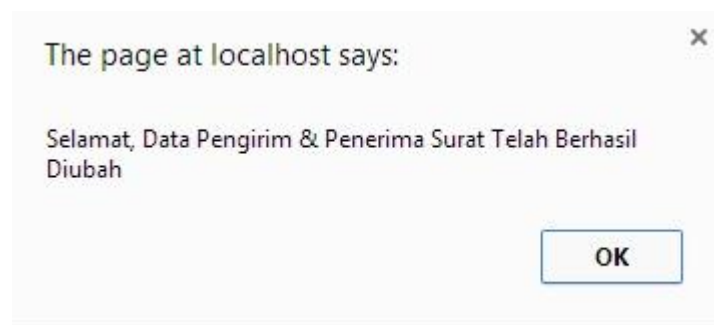 The page at localhost says:
Selamat, Data Pengirim & Penerima Surat Telah Berhasil
Diubah
OK